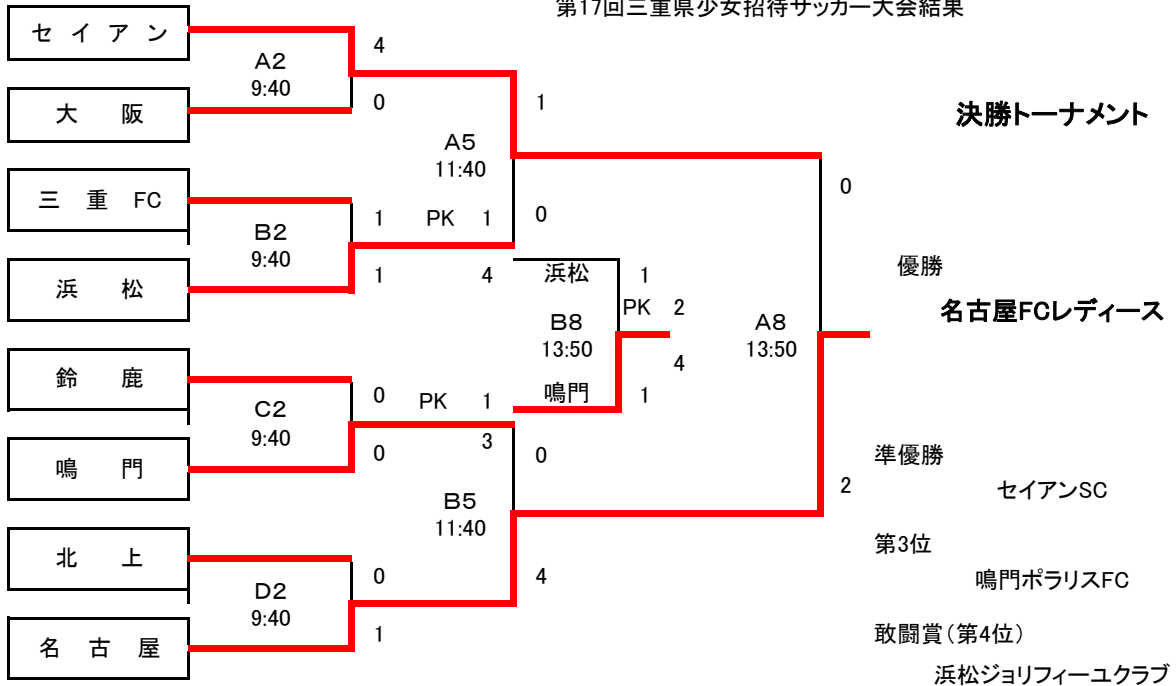 第17回三重県少女招待サッカー大会結果
セイアン
4
A2
9:40
大阪
0
1
決勝トーナメント
A5
11:40
三重FC
0
1 PK 1
0
B2
9:40
優勝
浜松
1
4
浜松
1
PK 2
名古屋FCレディース
B8
13:50
A8
13:50
4
鈴鹿
0
PK 1
鳴門
1
C2
9:40
3
鳴門
0
0
準優勝
2
セイアンSC
B5
11:40
第3位
北上
0
4
鳴門ポラリスFC
D2
9:40
名古屋
1
敢闘賞(第4位)
浜松ジョリフィーユクラブ